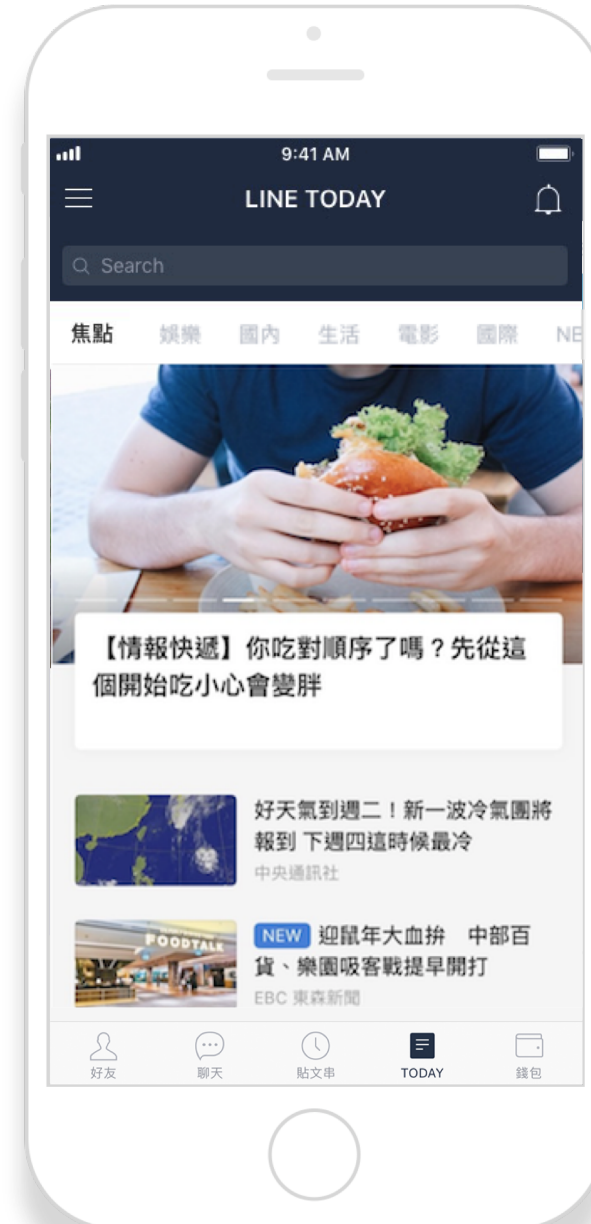 9:41 AM
LINE TODAY
Search
焦點 娛樂 國內 生活 電影 國際 NE
【情報快遞】你吃對順序了嗎？先從這
個開始吃小心會變胖
好天氣到週二！新一波冷氣團將
報到 下週四這時候最冷
中央通訊社
FOODTALK
NEW 迎鼠年大血拚　中部百
貨、樂園吸客戰提早開打
EBC 東森新聞
好友 聊天 貼文串 TODAY 錢包